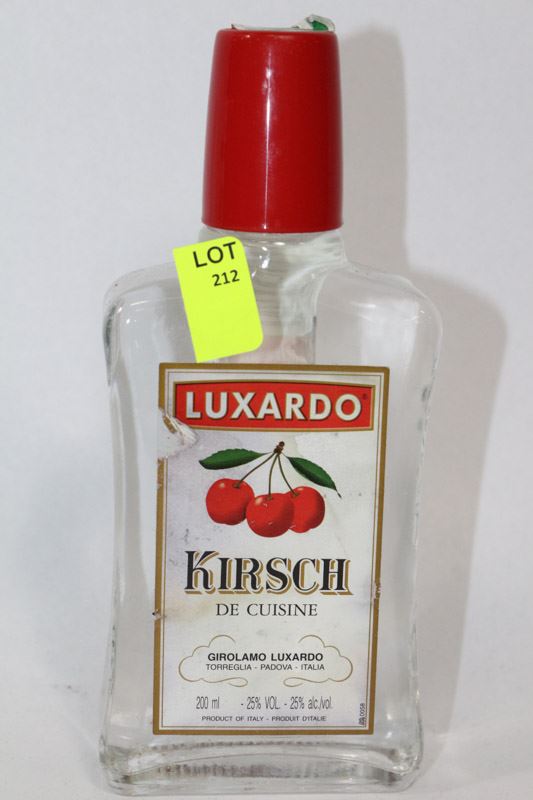 LOT
212
LUXARDO®
KIRSCH
DE CUISINE
GIROLAMO LUXARDO
TORREGLIA - PADOVA - ITALIA
200 ml - 25% VOL. - 25% alc./vol.
PRODUCT OF ITALY - PRODUIT D'ITALIE